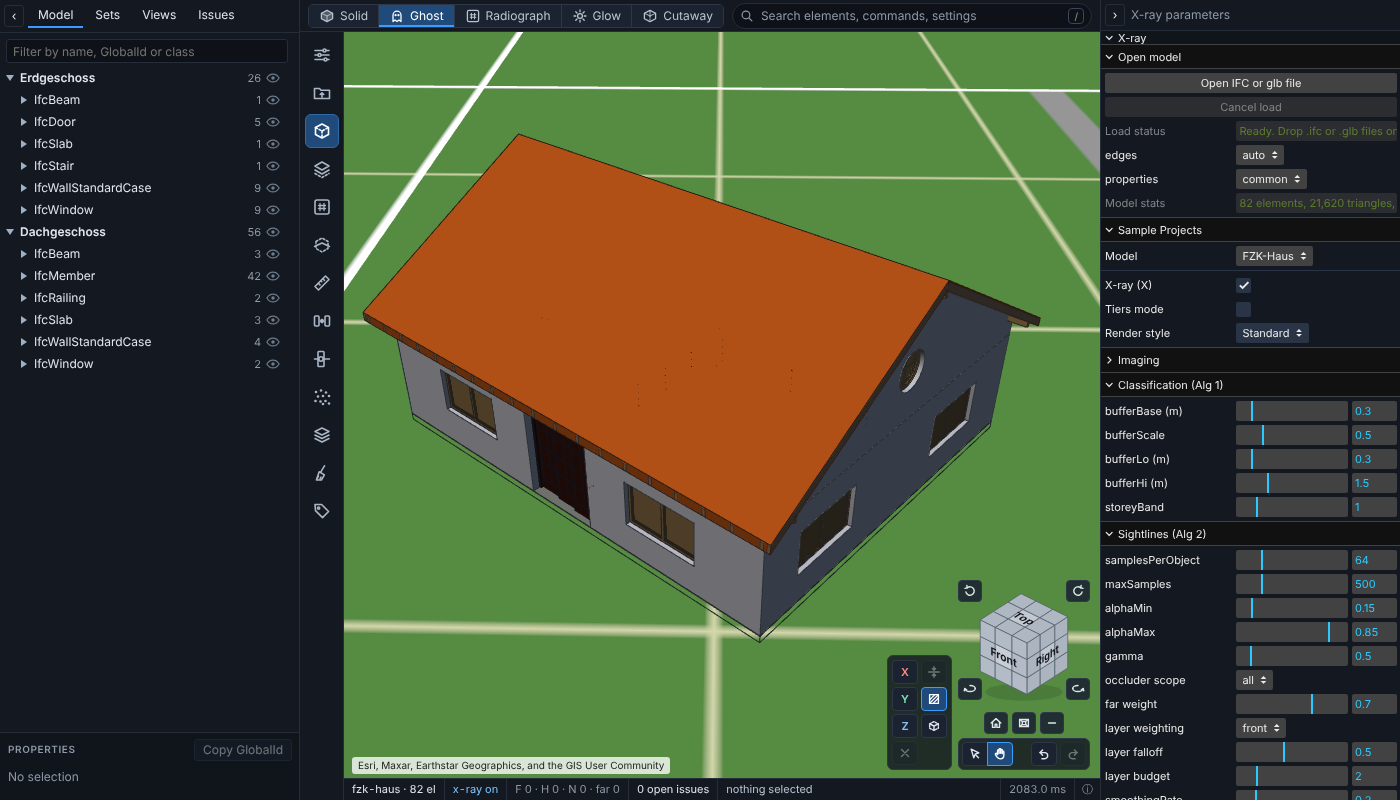 Model Sets Views Issues
Solid Ghost Radiograph Glow Cutaway
Search elements, commands, settings /
X-ray parameters
Filter by name, GlobalId or class
Erdgeschoss 26
IfcBeam 1
IfcDoor 5
IfcSlab 1
IfcStair 1
IfcWallStandardCase 9
IfcWindow 9
Dachgeschoss 56
IfcBeam 3
IfcMember 42
IfcRailing 2
IfcSlab 3
IfcWallStandardCase 4
IfcWindow 2
PROPERTIES Copy GlobalId
No selection
Top
Front
Right
X
Y
Z
Esri, Maxar, Earthstar Geographics, and the GIS User Community
fzk-haus · 82 el x-ray on F 0 · H 0 · N 0 · far 0 0 open issues nothing selected 2083.0 ms
X-ray
Open model
Open IFC or glb file
Cancel load
Load status Ready. Drop .ifc or .glb files or
edges auto
properties common
Model stats 82 elements, 21,620 triangles,
Sample Projects
Model FZK-Haus
X-ray (X)
Tiers mode
Render style Standard
Imaging
Classification (Alg 1)
bufferBase (m) 0.3
bufferScale 0.5
bufferLo (m) 0.3
bufferHi (m) 1.5
storeyBand 1
Sightlines (Alg 2)
samplesPerObject 64
maxSamples 500
alphaMin 0.15
alphaMax 0.85
gamma 0.5
occluder scope all
far weight 0.7
layer weighting front
layer falloff 0.5
layer budget 2